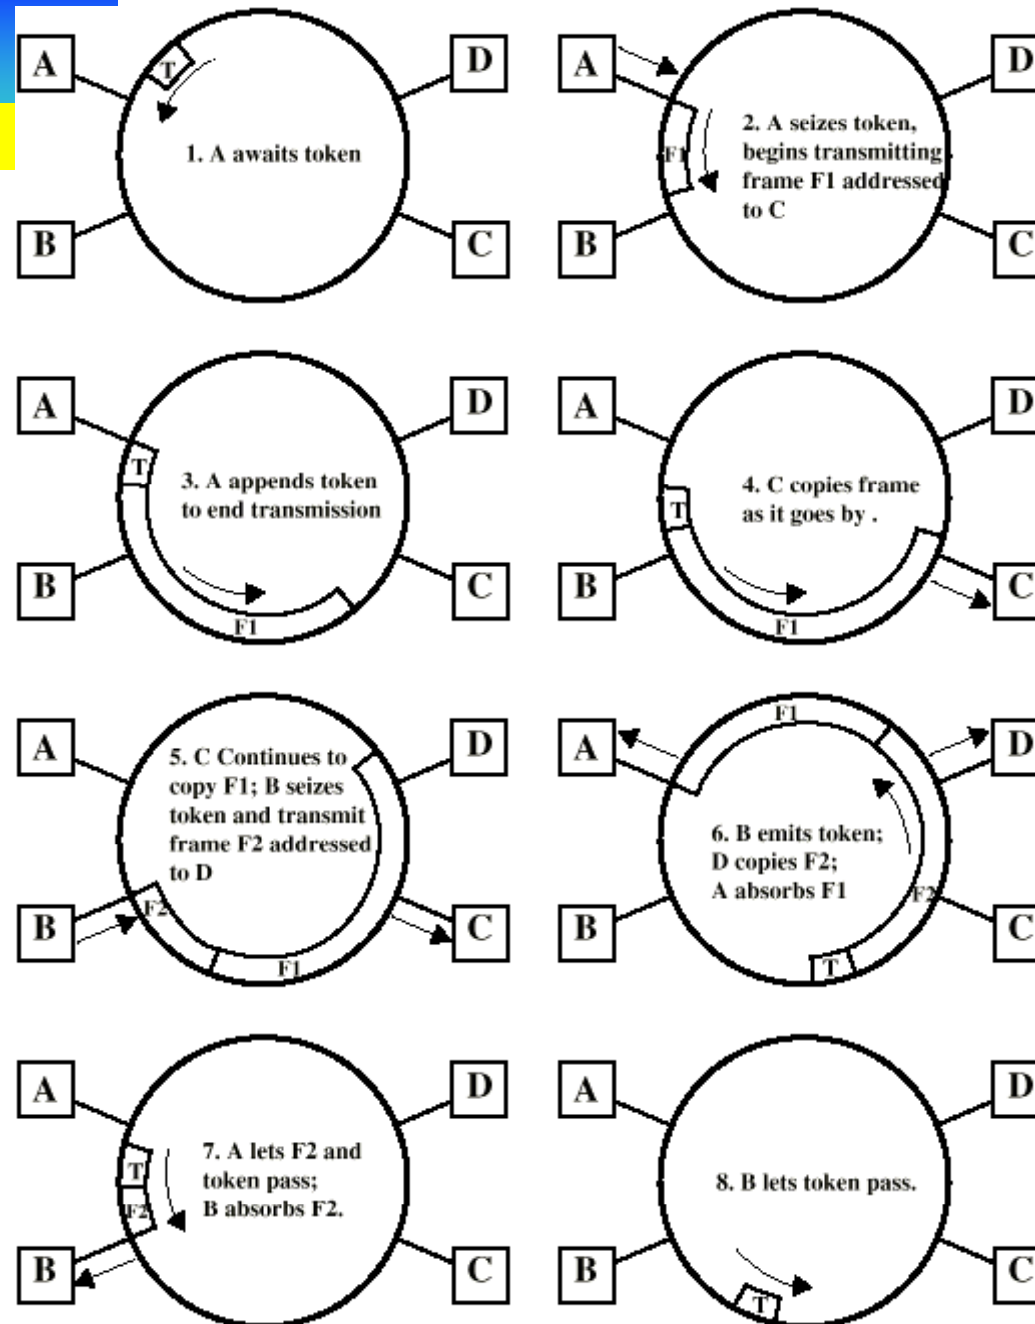 A
T
D
1. A awaits token
B
C
A
D
F1
2. A seizes token,
begins transmitting
frame F1 addressed
to C
B
C
A
D
T
3. A appends token
to end transmission
B
C
F1
A
D
T
4. C copies frame
as it goes by .
B
C
F1
A
D
5. C Continues to
copy F1; B seizes
token and transmit
frame F2 addressed
to D
B
F2
C
F1
F1
A
D
6. B emits token;
D copies F2;
A absorbs F1
F2
B
C
T
A
D
T
F2
7. A lets F2 and
token pass;
B absorbs F2.
B
C
A
D
8. B lets token pass.
B
C
T